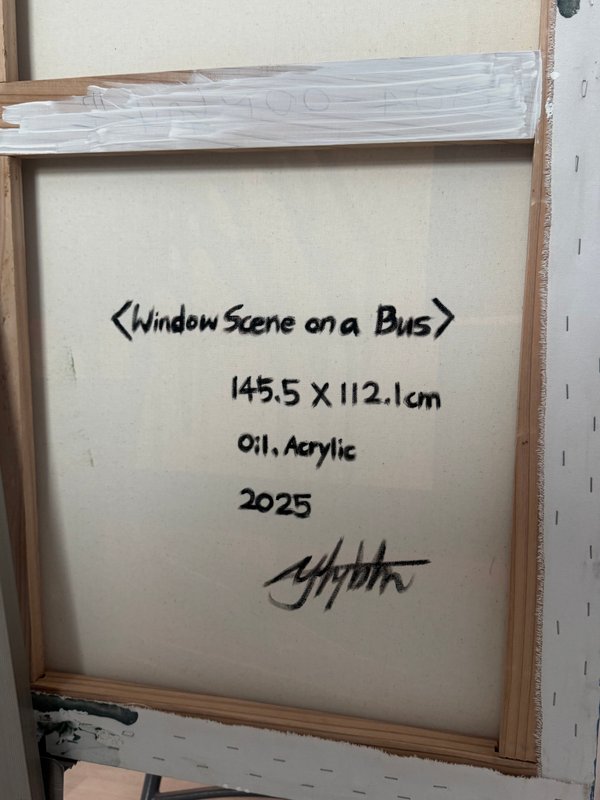 <Window Scene on a Bus>
145.5 X 112.1cm
Oil, Acrylic
2025